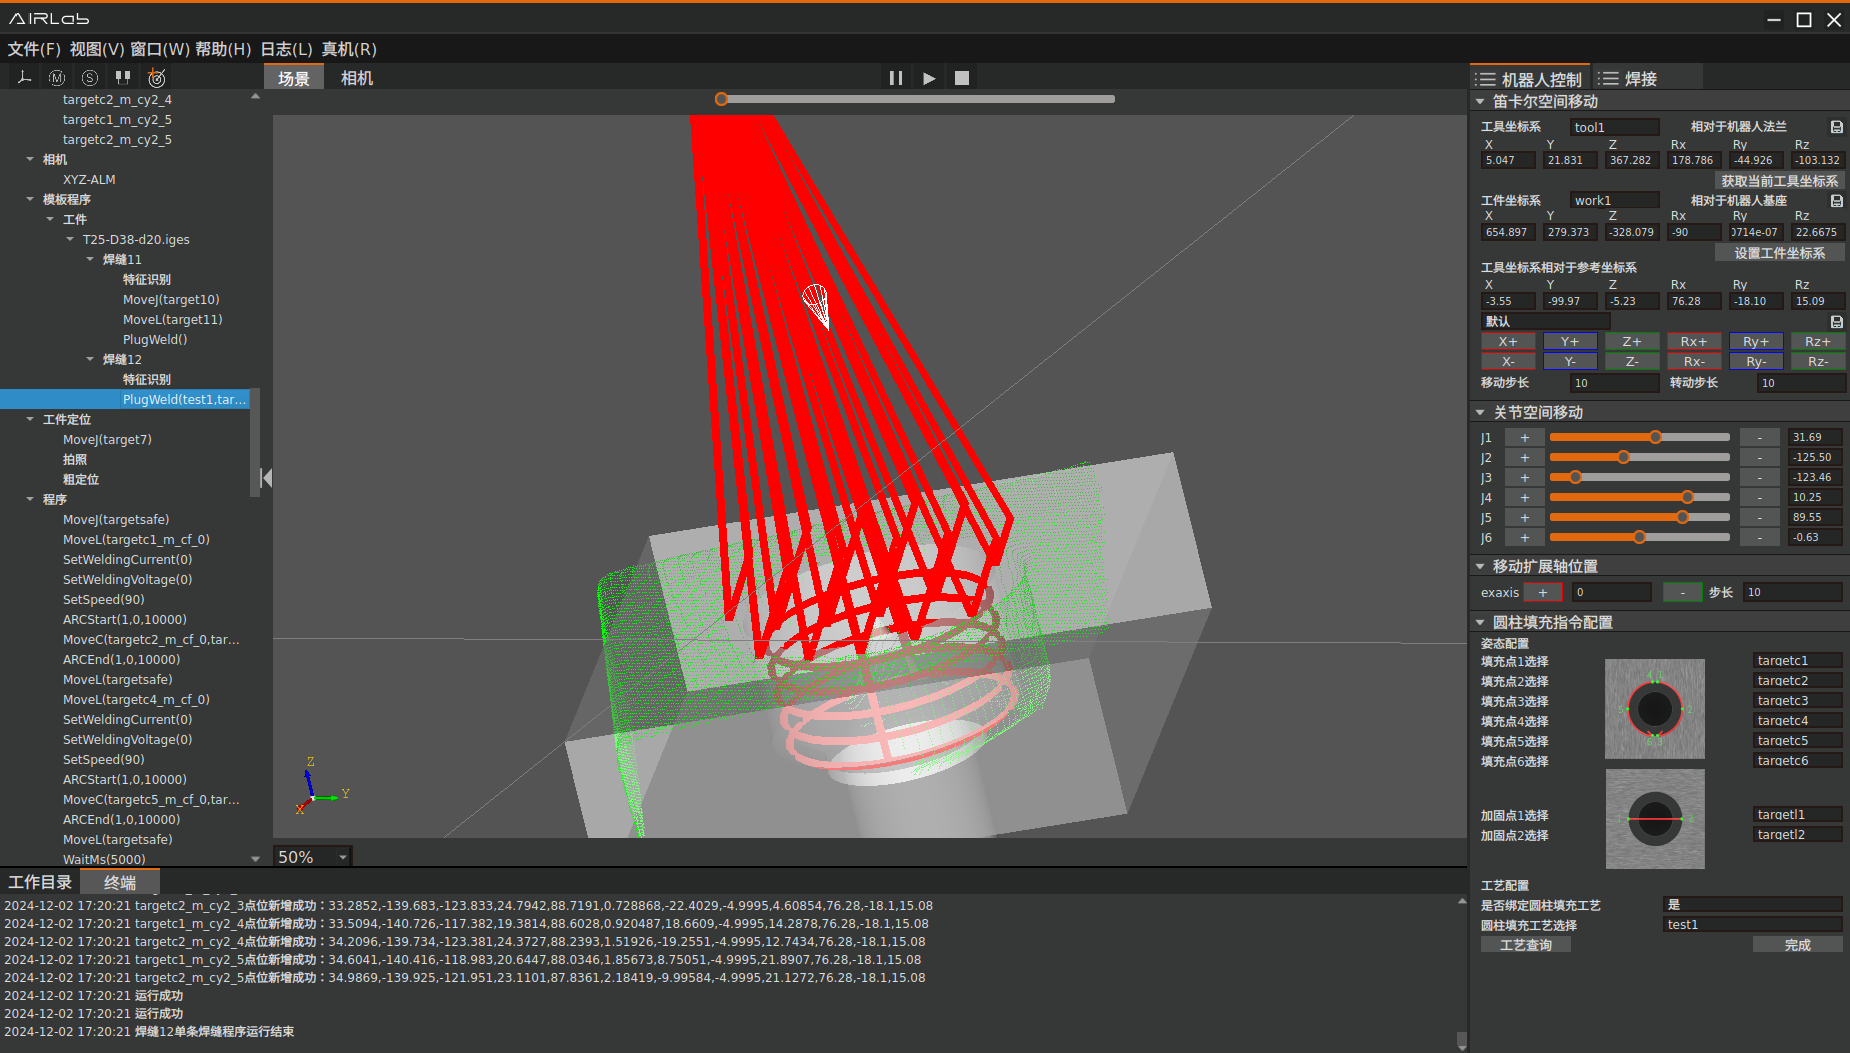 AIRLab
文件(F) 视图(V) 窗口(W) 帮助(H) 日志(L) 真机(R)
场景 相机
targetc2_m_cy2_4
targetc1_m_cy2_5
targetc2_m_cy2_5
相机
XYZ-ALM
模板程序
工件
T25-D38-d20.iges
焊缝11
特征识别
MoveJ(target10)
MoveL(target11)
PlugWeld()
焊缝12
特征识别
PlugWeld(test1,tar...
工件定位
MoveJ(target7)
拍照
粗定位
程序
MoveJ(targetsafe)
MoveL(targetc1_m_cf_0)
SetWeldingCurrent(0)
SetWeldingVoltage(0)
SetSpeed(90)
ARCStart(1,0,10000)
MoveC(targetc2_m_cf_0,tar...
ARCEnd(1,0,10000)
MoveL(targetsafe)
MoveL(targetc4_m_cf_0)
SetWeldingCurrent(0)
SetWeldingVoltage(0)
SetSpeed(90)
ARCStart(1,0,10000)
MoveC(targetc5_m_cf_0,tar...
ARCEnd(1,0,10000)
MoveL(targetsafe)
WaitMs(5000)
Z
Y
X
50%
机器人控制 焊接
笛卡尔空间移动
工具坐标系 tool1 相对于机器人法兰
X Y Z Rx Ry Rz
5.047 21.831 367.282 178.786 -44.926 -103.132
获取当前工具坐标系
工件坐标系 work1 相对于机器人基座
X Y Z Rx Ry Rz
654.897 279.373 -328.079 -90 0714e-07 22.6675
设置工件坐标系
工具坐标系相对于参考坐标系
X Y Z Rx Ry Rz
-3.55 -99.97 -5.23 76.28 -18.10 15.09
默认
X+ Y+ Z+ Rx+ Ry+ Rz+
X- Y- Z- Rx- Ry- Rz-
移动步长 10 转动步长 10
关节空间移动
J1 + - 31.69
J2 + - -125.50
J3 + - -123.46
J4 + - 10.25
J5 + - 89.55
J6 + - -0.63
移动扩展轴位置
exaxis + 0 - 步长 10
圆柱填充指令配置
姿态配置
填充点1选择 targetc1
填充点2选择 targetc2
填充点3选择 targetc3
填充点4选择 targetc4
填充点5选择 targetc5
填充点6选择 targetc6
加固点1选择 targetl1
加固点2选择 targetl2
工艺配置
是否绑定圆柱填充工艺 是
圆柱填充工艺选择 test1
工艺查询 完成
工作目录 终端
2024-12-02 17:20:21 targetc2_m_cy2_3点位新增成功：33.2852,-139.683,-123.833,24.7942,88.7191,0.728868,-22.4029,-4.9995,4.60854,76.28,-18.1,15.08
2024-12-02 17:20:21 targetc1_m_cy2_4点位新增成功：33.5094,-140.726,-117.382,19.3814,88.6028,0.920487,18.6609,-4.9995,14.2878,76.28,-18.1,15.08
2024-12-02 17:20:21 targetc2_m_cy2_4点位新增成功：34.2096,-139.734,-123.381,24.3727,88.2393,1.51926,-19.2551,-4.9995,12.7434,76.28,-18.1,15.08
2024-12-02 17:20:21 targetc1_m_cy2_5点位新增成功：34.6041,-140.416,-118.983,20.6447,88.0346,1.85673,8.75051,-4.9995,21.8907,76.28,-18.1,15.08
2024-12-02 17:20:21 targetc2_m_cy2_5点位新增成功：34.9869,-139.925,-121.951,23.1101,87.8361,2.18419,-9.99584,-4.9995,21.1272,76.28,-18.1,15.08
2024-12-02 17:20:21 运行成功
2024-12-02 17:20:21 运行成功
2024-12-02 17:20:21 焊缝12单条焊缝程序运行结束